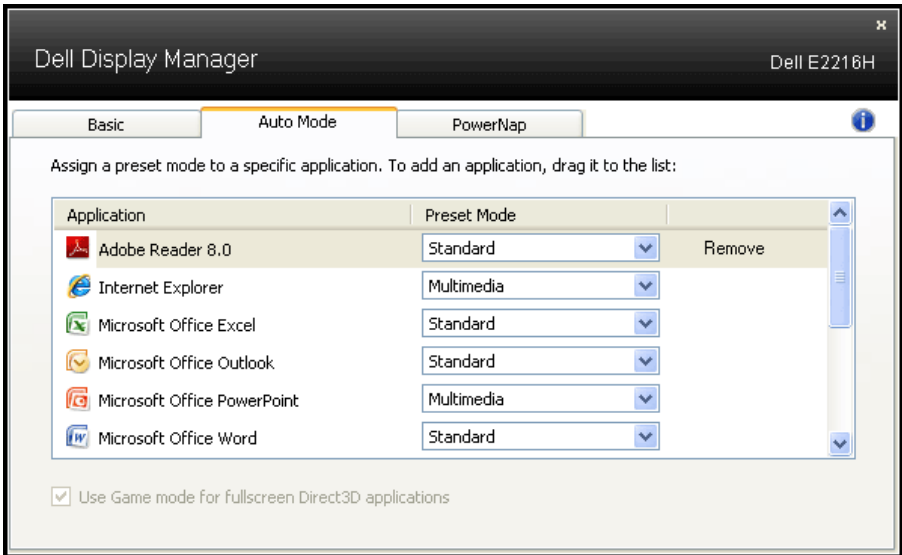 x
Dell Display Manager
Dell E2216H
Basic Auto Mode PowerNap
Assign a preset mode to a specific application. To add an application, drag it to the list:
Application Preset Mode
Adobe Reader 8.0 Standard Remove
Internet Explorer Multimedia
Microsoft Office Excel Standard
Microsoft Office Outlook Standard
Microsoft Office PowerPoint Multimedia
Microsoft Office Word Standard
Use Game mode for fullscreen Direct3D applications